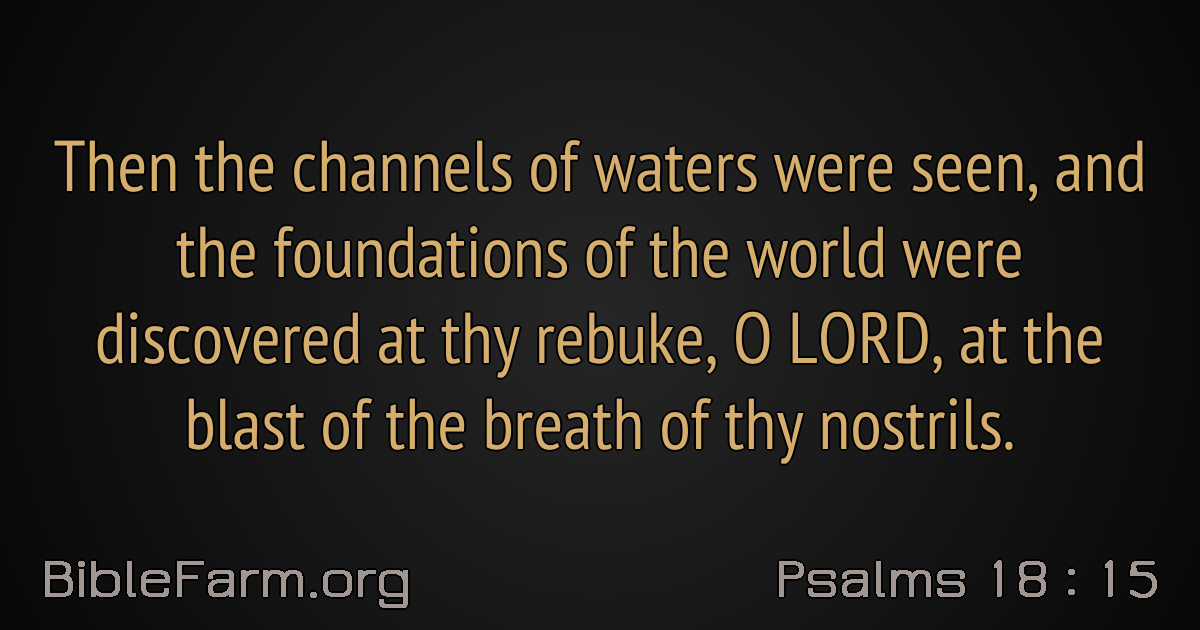 Then the channels of waters were seen, and
the foundations of the world were
discovered at thy rebuke, O LORD, at the
blast of the breath of thy nostrils.
BibleFarm.org
Psalms 18 : 15